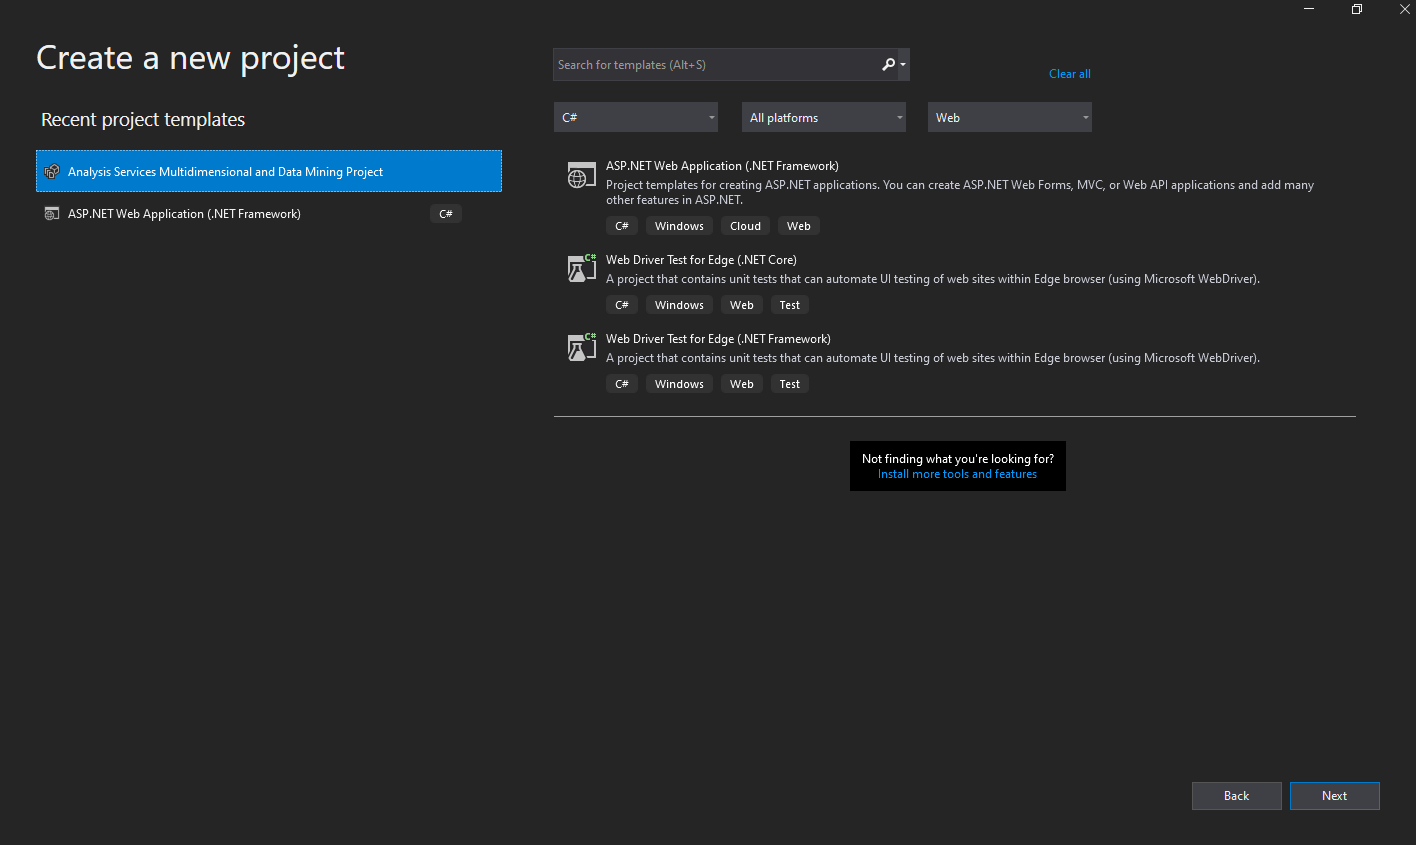 Create a new project
Recent project templates
Analysis Services Multidimensional and Data Mining Project
ASP.NET Web Application (.NET Framework) C#
Search for templates (Alt+S)
Clear all
C# All platforms Web
ASP.NET Web Application (.NET Framework)
Project templates for creating ASP.NET applications. You can create ASP.NET Web Forms, MVC, or Web API applications and add many
other features in ASP.NET.
C# Windows Cloud Web
C#
Web Driver Test for Edge (.NET Core)
A project that contains unit tests that can automate UI testing of web sites within Edge browser (using Microsoft WebDriver).
C# Windows Web Test
C#
Web Driver Test for Edge (.NET Framework)
A project that contains unit tests that can automate UI testing of web sites within Edge browser (using Microsoft WebDriver).
C# Windows Web Test
Not finding what you're looking for?
Install more tools and features
Back Next